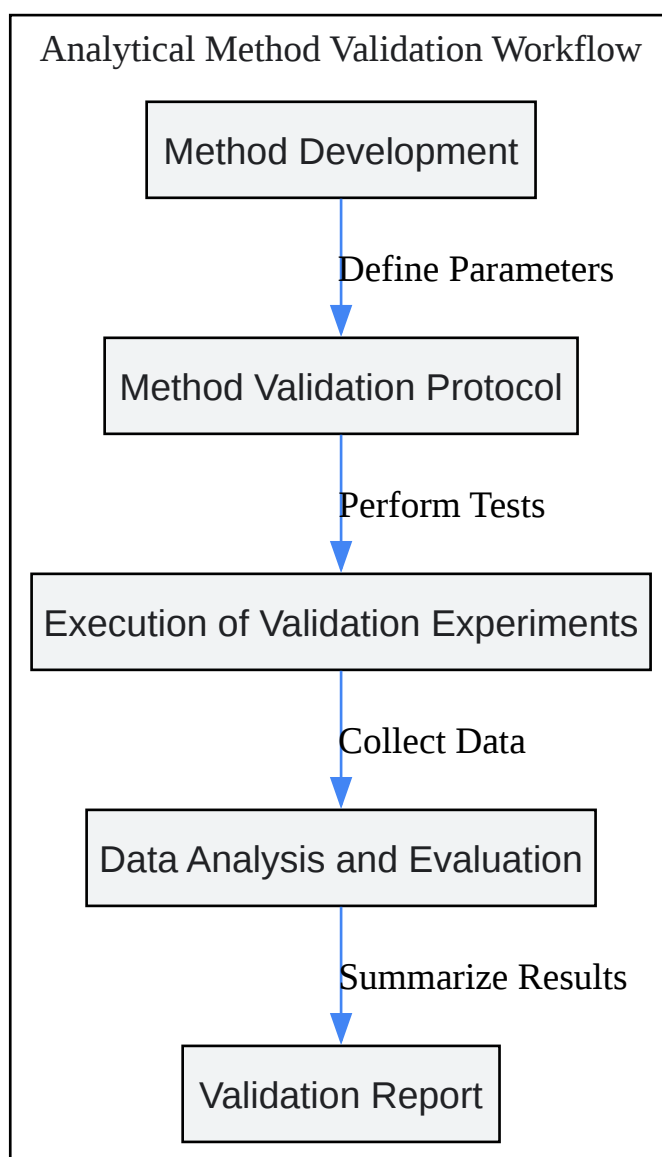 Analytical Method Validation Workflow
Method Development
Define Parameters
Method Validation Protocol
Perform Tests
Execution of Validation Experiments
Collect Data
Data Analysis and Evaluation
Summarize Results
Validation Report